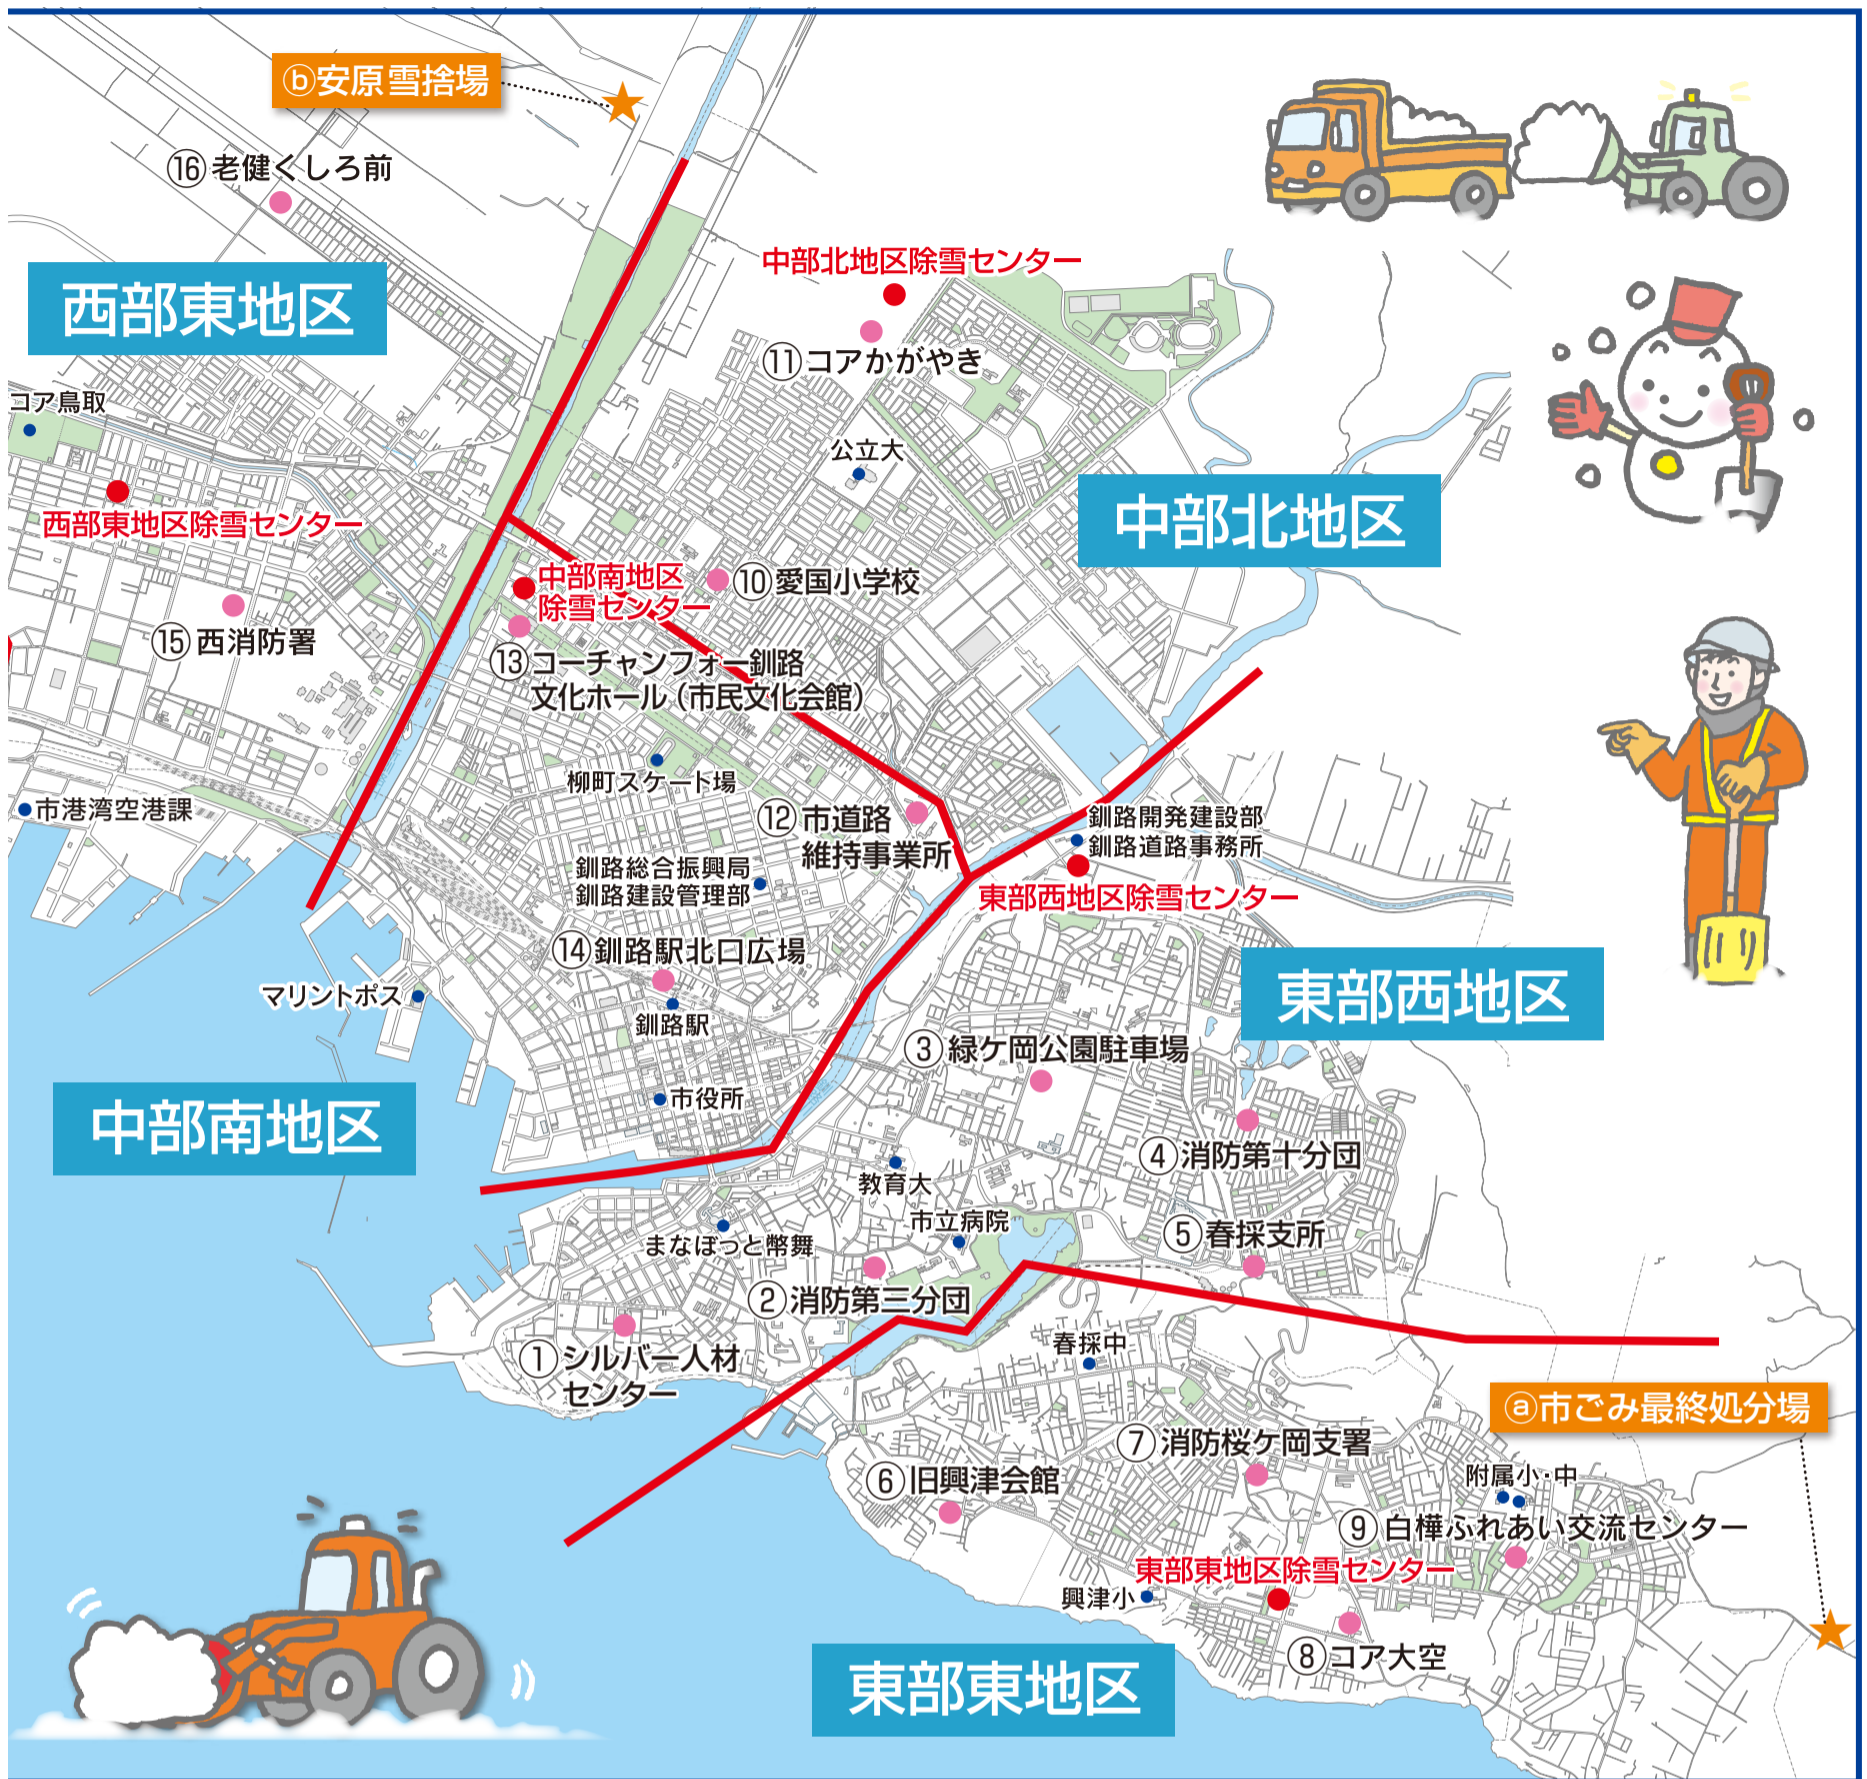 ⓑ安原雪捨場
⑯老健くしろ前
西部東地区
中部北地区除雪センター
⑪コアかがやき
コア鳥取
公立大
西部東地区除雪センター
中部北地区
中部南地区
除雪センター
⑩愛国小学校
⑮西消防署
⑬コーチャンフォー釧路
文化ホール（市民文化会館）
柳町スケート場
市港湾空港課
⑫市道路
維持事業所
釧路開発建設部
釧路道路事務所
釧路総合振興局
釧路建設管理部
東部西地区除雪センター
⑭釧路駅北口広場
マリントポス
釧路駅
東部西地区
③緑ケ岡公園駐車場
市役所
中部南地区
④消防第十分団
教育大
市立病院
⑤春採支所
まなぼっと幣舞
②消防第三分団
①シルバー人材
センター
春採中
ⓐ市ごみ最終処分場
⑦消防桜ケ岡支署
⑥旧興津会館
附属小・中
⑨白樺ふれあい交流センター
東部東地区除雪センター
興津小
⑧コア大空
東部東地区